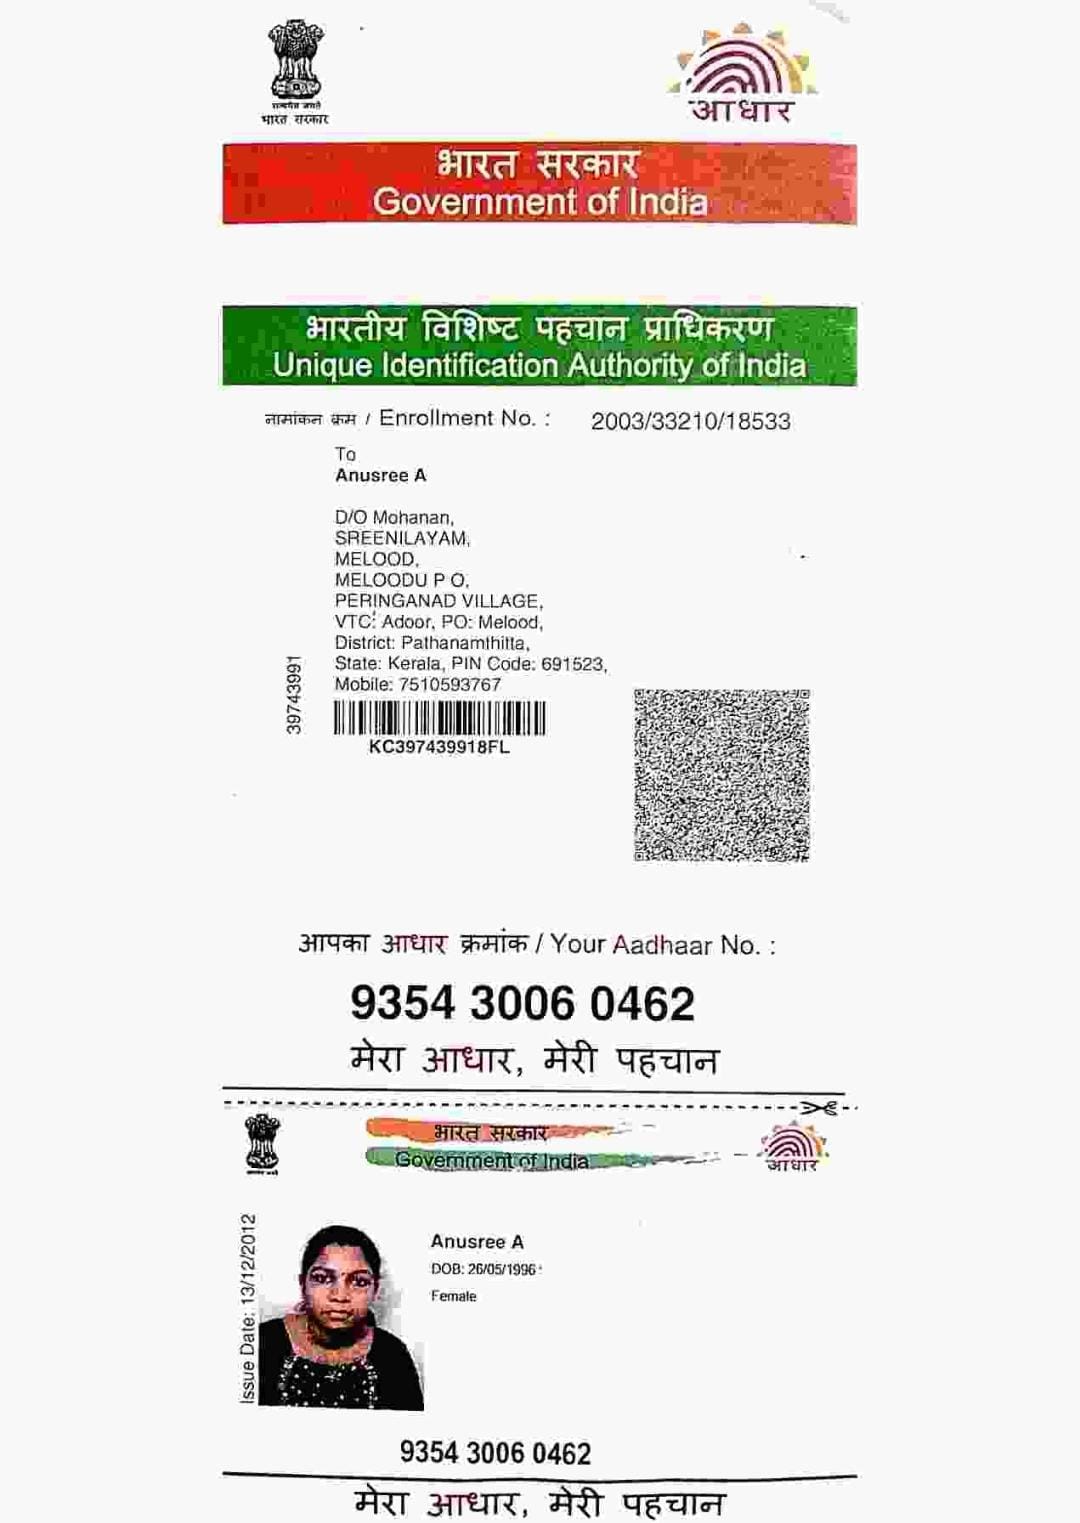 सत्यमेव जयते
भारत सरकार
आधार
भारत सरकार
Government of India
भारतीय विशिष्ट पहचान प्राधिकरण
Unique Identification Authority of India
नामांकन क्रम / Enrollment No. : 2003/33210/18533
To
Anusree A
D/O Mohanan,
SREENILAYAM,
MELOOD,
MELOODU P O,
PERINGANAD VILLAGE,
VTC: Adoor, PO: Melood,
District: Pathanamthitta,
State: Kerala, PIN Code: 691523,
Mobile: 7510593767
39743991
KC397439918FL
आपका आधार क्रमांक / Your Aadhaar No. :
9354 3006 0462
मेरा आधार, मेरी पहचान
भारत सरकार
Government of India
आधार
Issue Date: 13/12/2012
Anusree A
DOB: 26/05/1996
Female
9354 3006 0462
मेरा आधार, मेरी पहचान